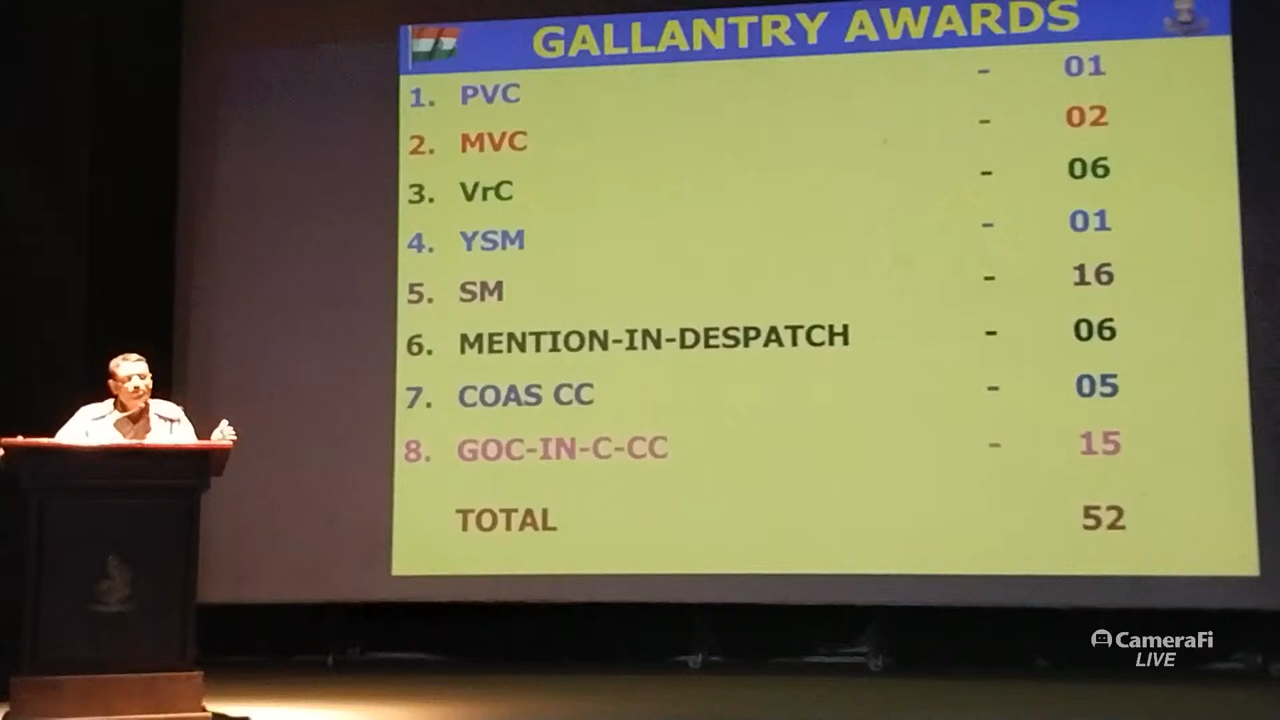 GALLANTRY AWARDS
1. PVC - 01
2. MVC - 02
3. VrC - 06
4. YSM - 01
5. SM - 16
6. MENTION-IN-DESPATCH - 06
7. COAS CC - 05
8. GOC-IN-C-CC - 15
TOTAL 52
CameraFi
LIVE